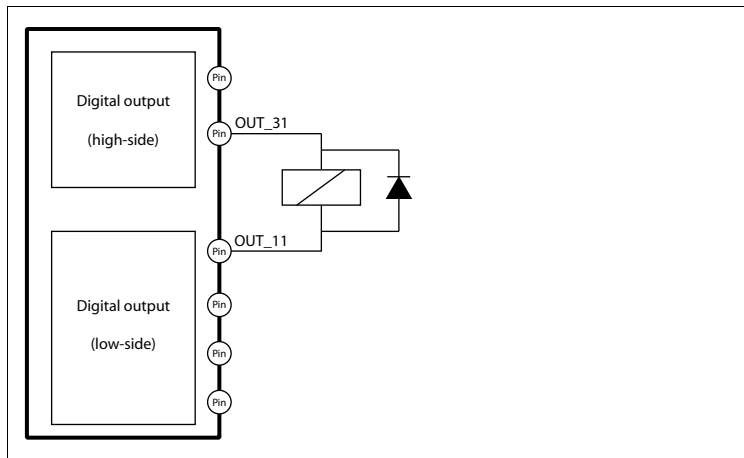 Digital output
(high-side)
Pin
Pin
OUT_31
Digital output
(low-side)
Pin
OUT_11
Pin
Pin
Pin